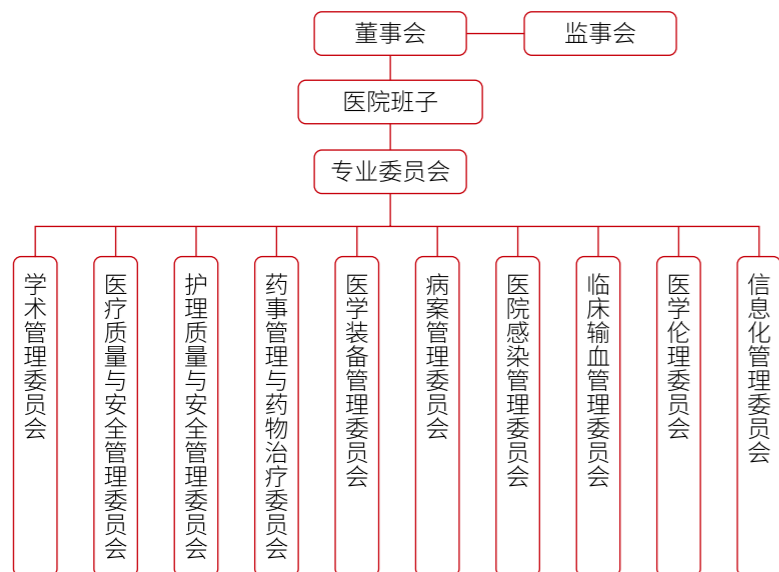 董事会
监事会
医院班子
专业委员会
学术管理委员会
医疗质量与安全管理委员会
护理质量与安全管理委员会
药事管理与药物治疗委员会
医学装备管理委员会
病案管理委员会
医院感染管理委员会
临床输血管理委员会
医学伦理委员会
信息化管理委员会